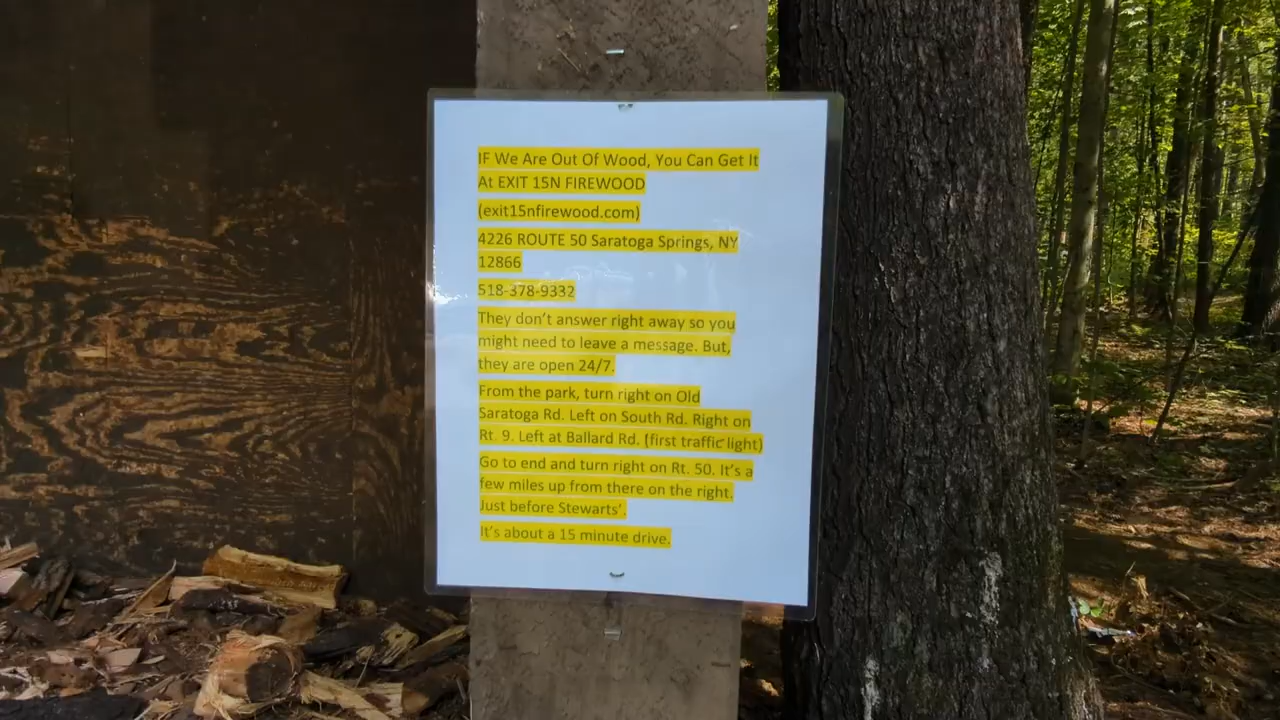 IF We Are Out Of Wood, You Can Get It
At EXIT 15N FIREWOOD
(exit15nfirewood.com)
4226 ROUTE 50 Saratoga Springs, NY
12866
518-378-9332
They don't answer right away so you
might need to leave a message. But,
they are open 24/7.
From the park, turn right on Old
Saratoga Rd. Left on South Rd. Right on
Rt. 9. Left at Ballard Rd. (first traffic light)
Go to end and turn right on Rt. 50. It's a
few miles up from there on the right.
Just before Stewarts'.
It's about a 15 minute drive.